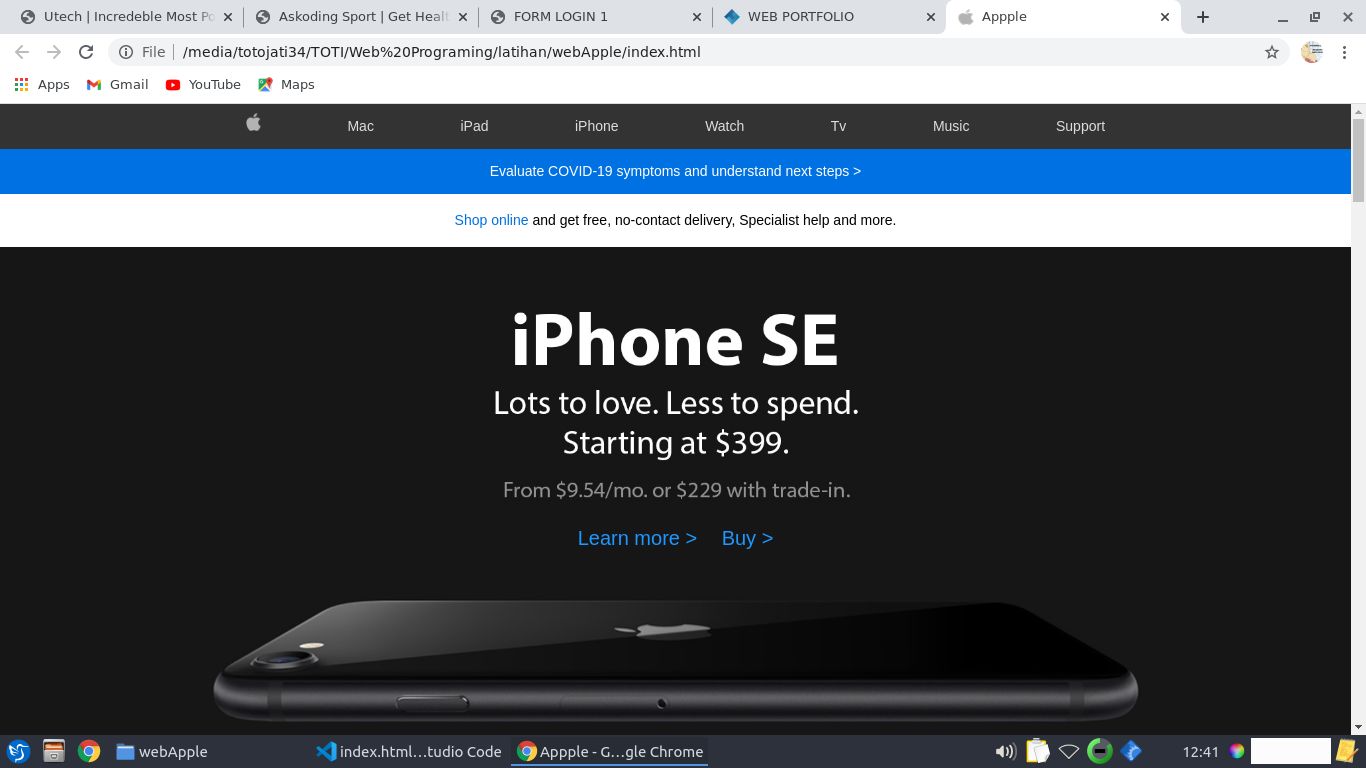 Utech | Incredeble Most Po
Askoding Sport | Get Healt
FORM LOGIN 1
WEB PORTFOLIO
Appple
File
/media/totojati34/TOTI/Web%20Programing/latihan/webApple/index.html
Apps
Gmail
YouTube
Maps
Mac
iPad
iPhone
Watch
Tv
Music
Support
Evaluate COVID-19 symptoms and understand next steps >
Shop online and get free, no-contact delivery, Specialist help and more.
iPhone SE
Lots to love. Less to spend.
Starting at $399.
From $9.54/mo. or $229 with trade-in.
Learn more >
Buy >
webApple
index.html...tudio Code
Appple - G...gle Chrome
12:41